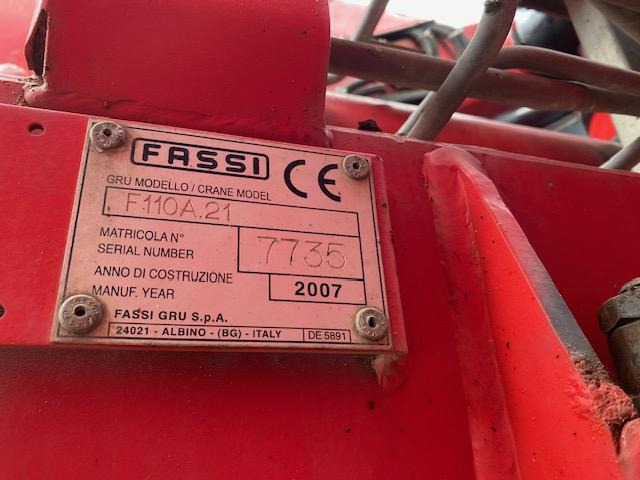 FASSI CE
GRU MODELLO / CRANE MODEL
F110A.21
MATRICOLA N°
SERIAL NUMBER
7735
ANNO DI COSTRUZIONE
MANUF. YEAR
2007
FASSI GRU S.p.A.
24021 - ALBINO - (BG) - ITALY DE 5891